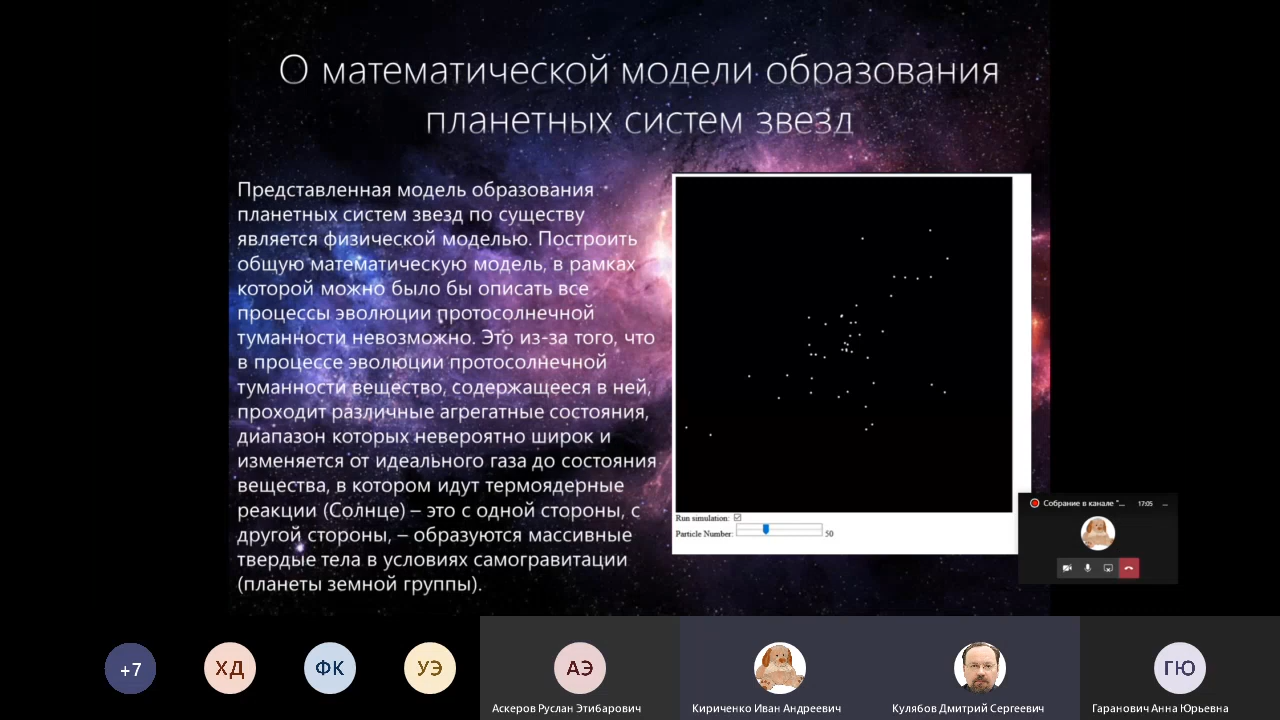 О математической модели образования
планетных систем звезд
Представленная модель образования
планетных систем звезд по существу
является физической моделью. Построить
общую математическую модель, в рамках
которой можно было бы описать все
процессы эволюции протосолнечной
туманности невозможно. Это из-за того, что
в процессе эволюции протосолнечной
туманности вещество, содержащееся в ней,
проходит различные агрегатные состояния,
диапазон которых невероятно широк и
изменяется от идеального газа до состояния
вещества, в котором идут термоядерные
реакции (Солнце) – это с одной стороны, с
другой стороны, – образуются массивные
твердые тела в условиях самогравитации
(планеты земной группы).
Run simulation:
Particle Number: 50
Собрание в канале "... 17:05 ...
+7
ХД
ФК
УЭ
АЭ
ГЮ
Аскеров Руслан Этибарович
Кириченко Иван Андреевич
Кулябов Дмитрий Сергеевич
Гаранович Анна Юрьевна